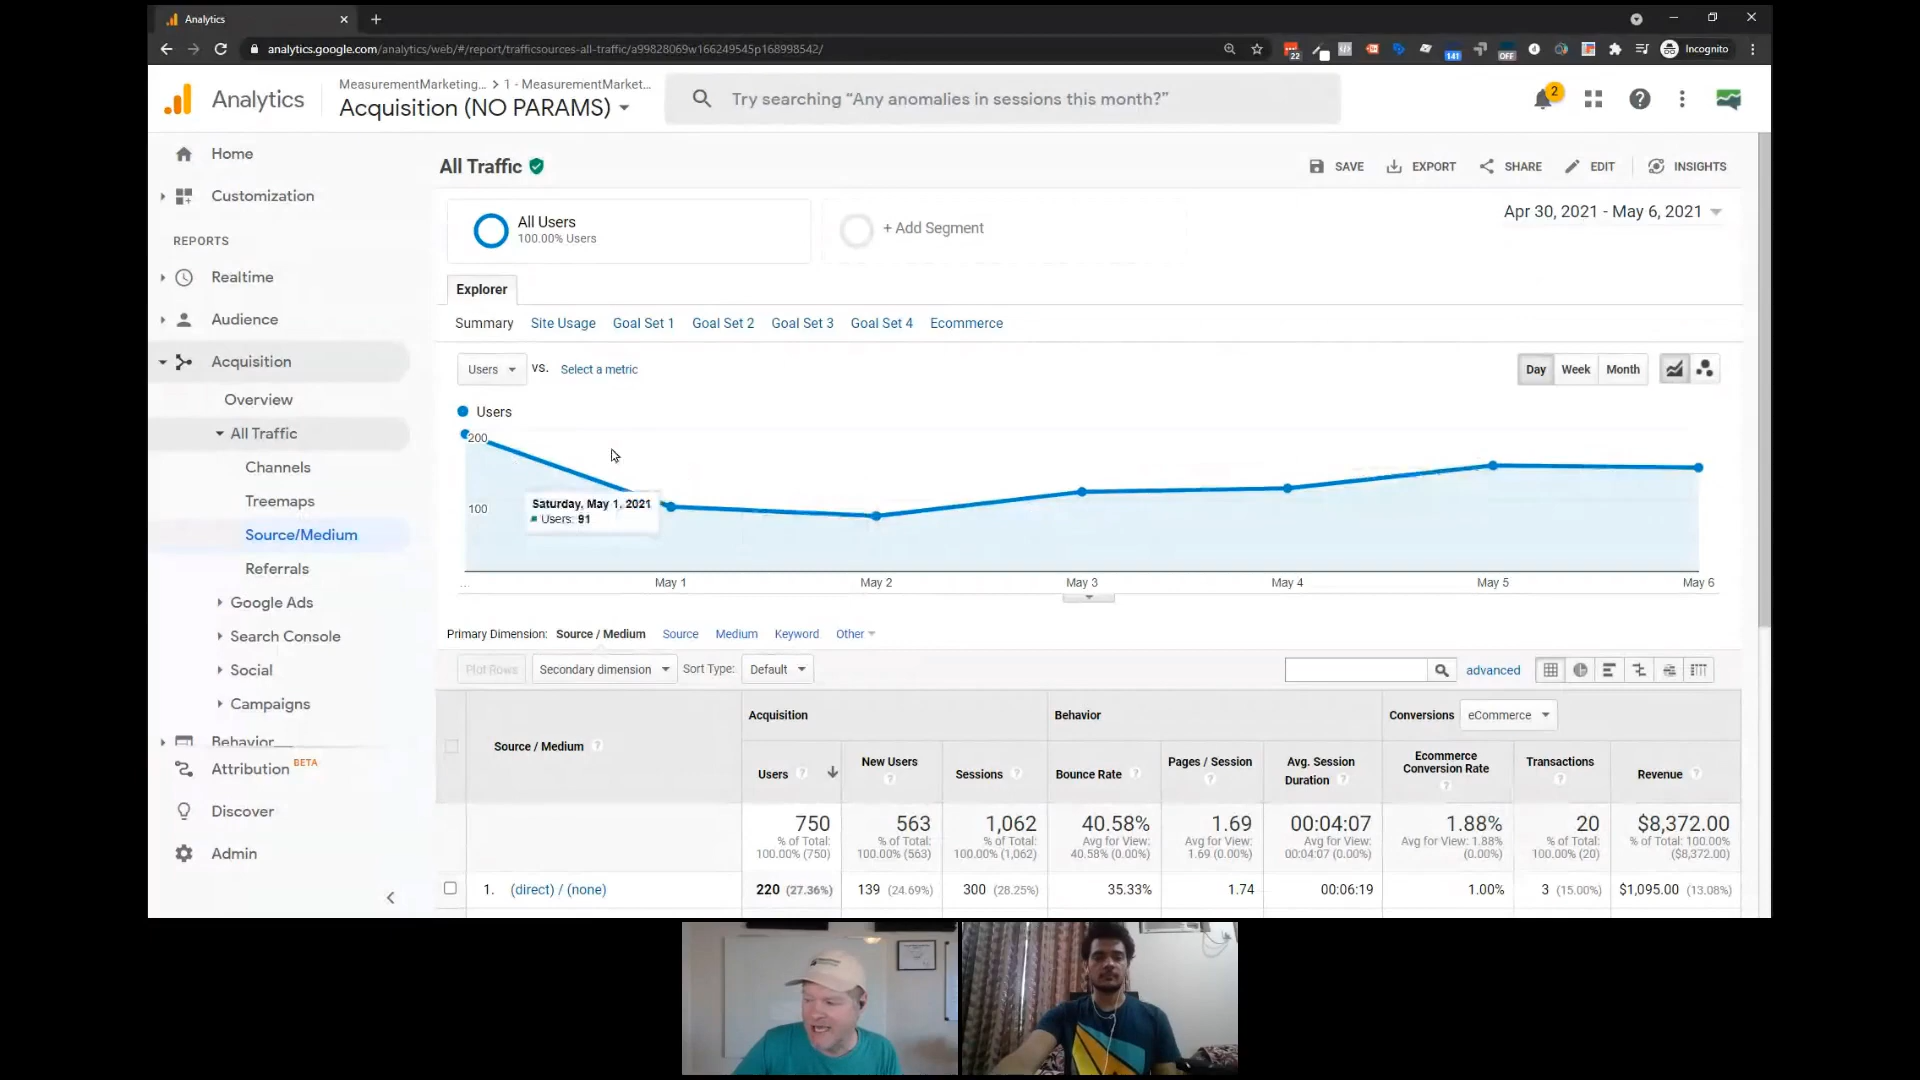 Analytics
analytics.google.com/analytics/web/#/report/trafficsources-all-traffic/a99828069w166249545p168998542/
22
141
OFF
Incognito
Analytics
MeasurementMarketing... > 1 - MeasurementMarket...
Acquisition (NO PARAMS)
Try searching “Any anomalies in sessions this month?”
2
Home
Customization
REPORTS
Realtime
Audience
Acquisition
Overview
All Traffic
Channels
Treemaps
Source/Medium
Referrals
Google Ads
Search Console
Social
Campaigns
Behavior
Attribution BETA
Discover
Admin
All Traffic
SAVE EXPORT SHARE EDIT INSIGHTS
All Users
100.00% Users
+ Add Segment
Apr 30, 2021 - May 6, 2021
Explorer
Summary Site Usage Goal Set 1 Goal Set 2 Goal Set 3 Goal Set 4 Ecommerce
Users VS. Select a metric
Day Week Month
Users
200
100
Saturday, May 1, 2021
Users: 91
... May 1 May 2 May 3 May 4 May 5 May 6
Primary Dimension: Source / Medium Source Medium Keyword Other
Plot Rows Secondary dimension Sort Type: Default
advanced
Acquisition Behavior Conversions eCommerce
Source / Medium ?
Users ?
New Users ?
Sessions ?
Bounce Rate ?
Pages / Session ?
Avg. Session Duration ?
Ecommerce Conversion Rate ?
Transactions ?
Revenue ?
750
% of Total:
100.00% (750)
563
% of Total:
100.00% (563)
1,062
% of Total:
100.00% (1,062)
40.58%
Avg for View:
40.58% (0.00%)
1.69
Avg for View:
1.69 (0.00%)
00:04:07
Avg for View:
00:04:07 (0.00%)
1.88%
Avg for View: 1.88%
(0.00%)
20
% of Total:
100.00% (20)
$8,372.00
% of Total: 100.00%
($8,372.00)
1. (direct) / (none) 220 (27.36%) 139 (24.69%) 300 (28.25%) 35.33% 1.74 00:06:19 1.00% 3 (15.00%) $1,095.00 (13.08%)